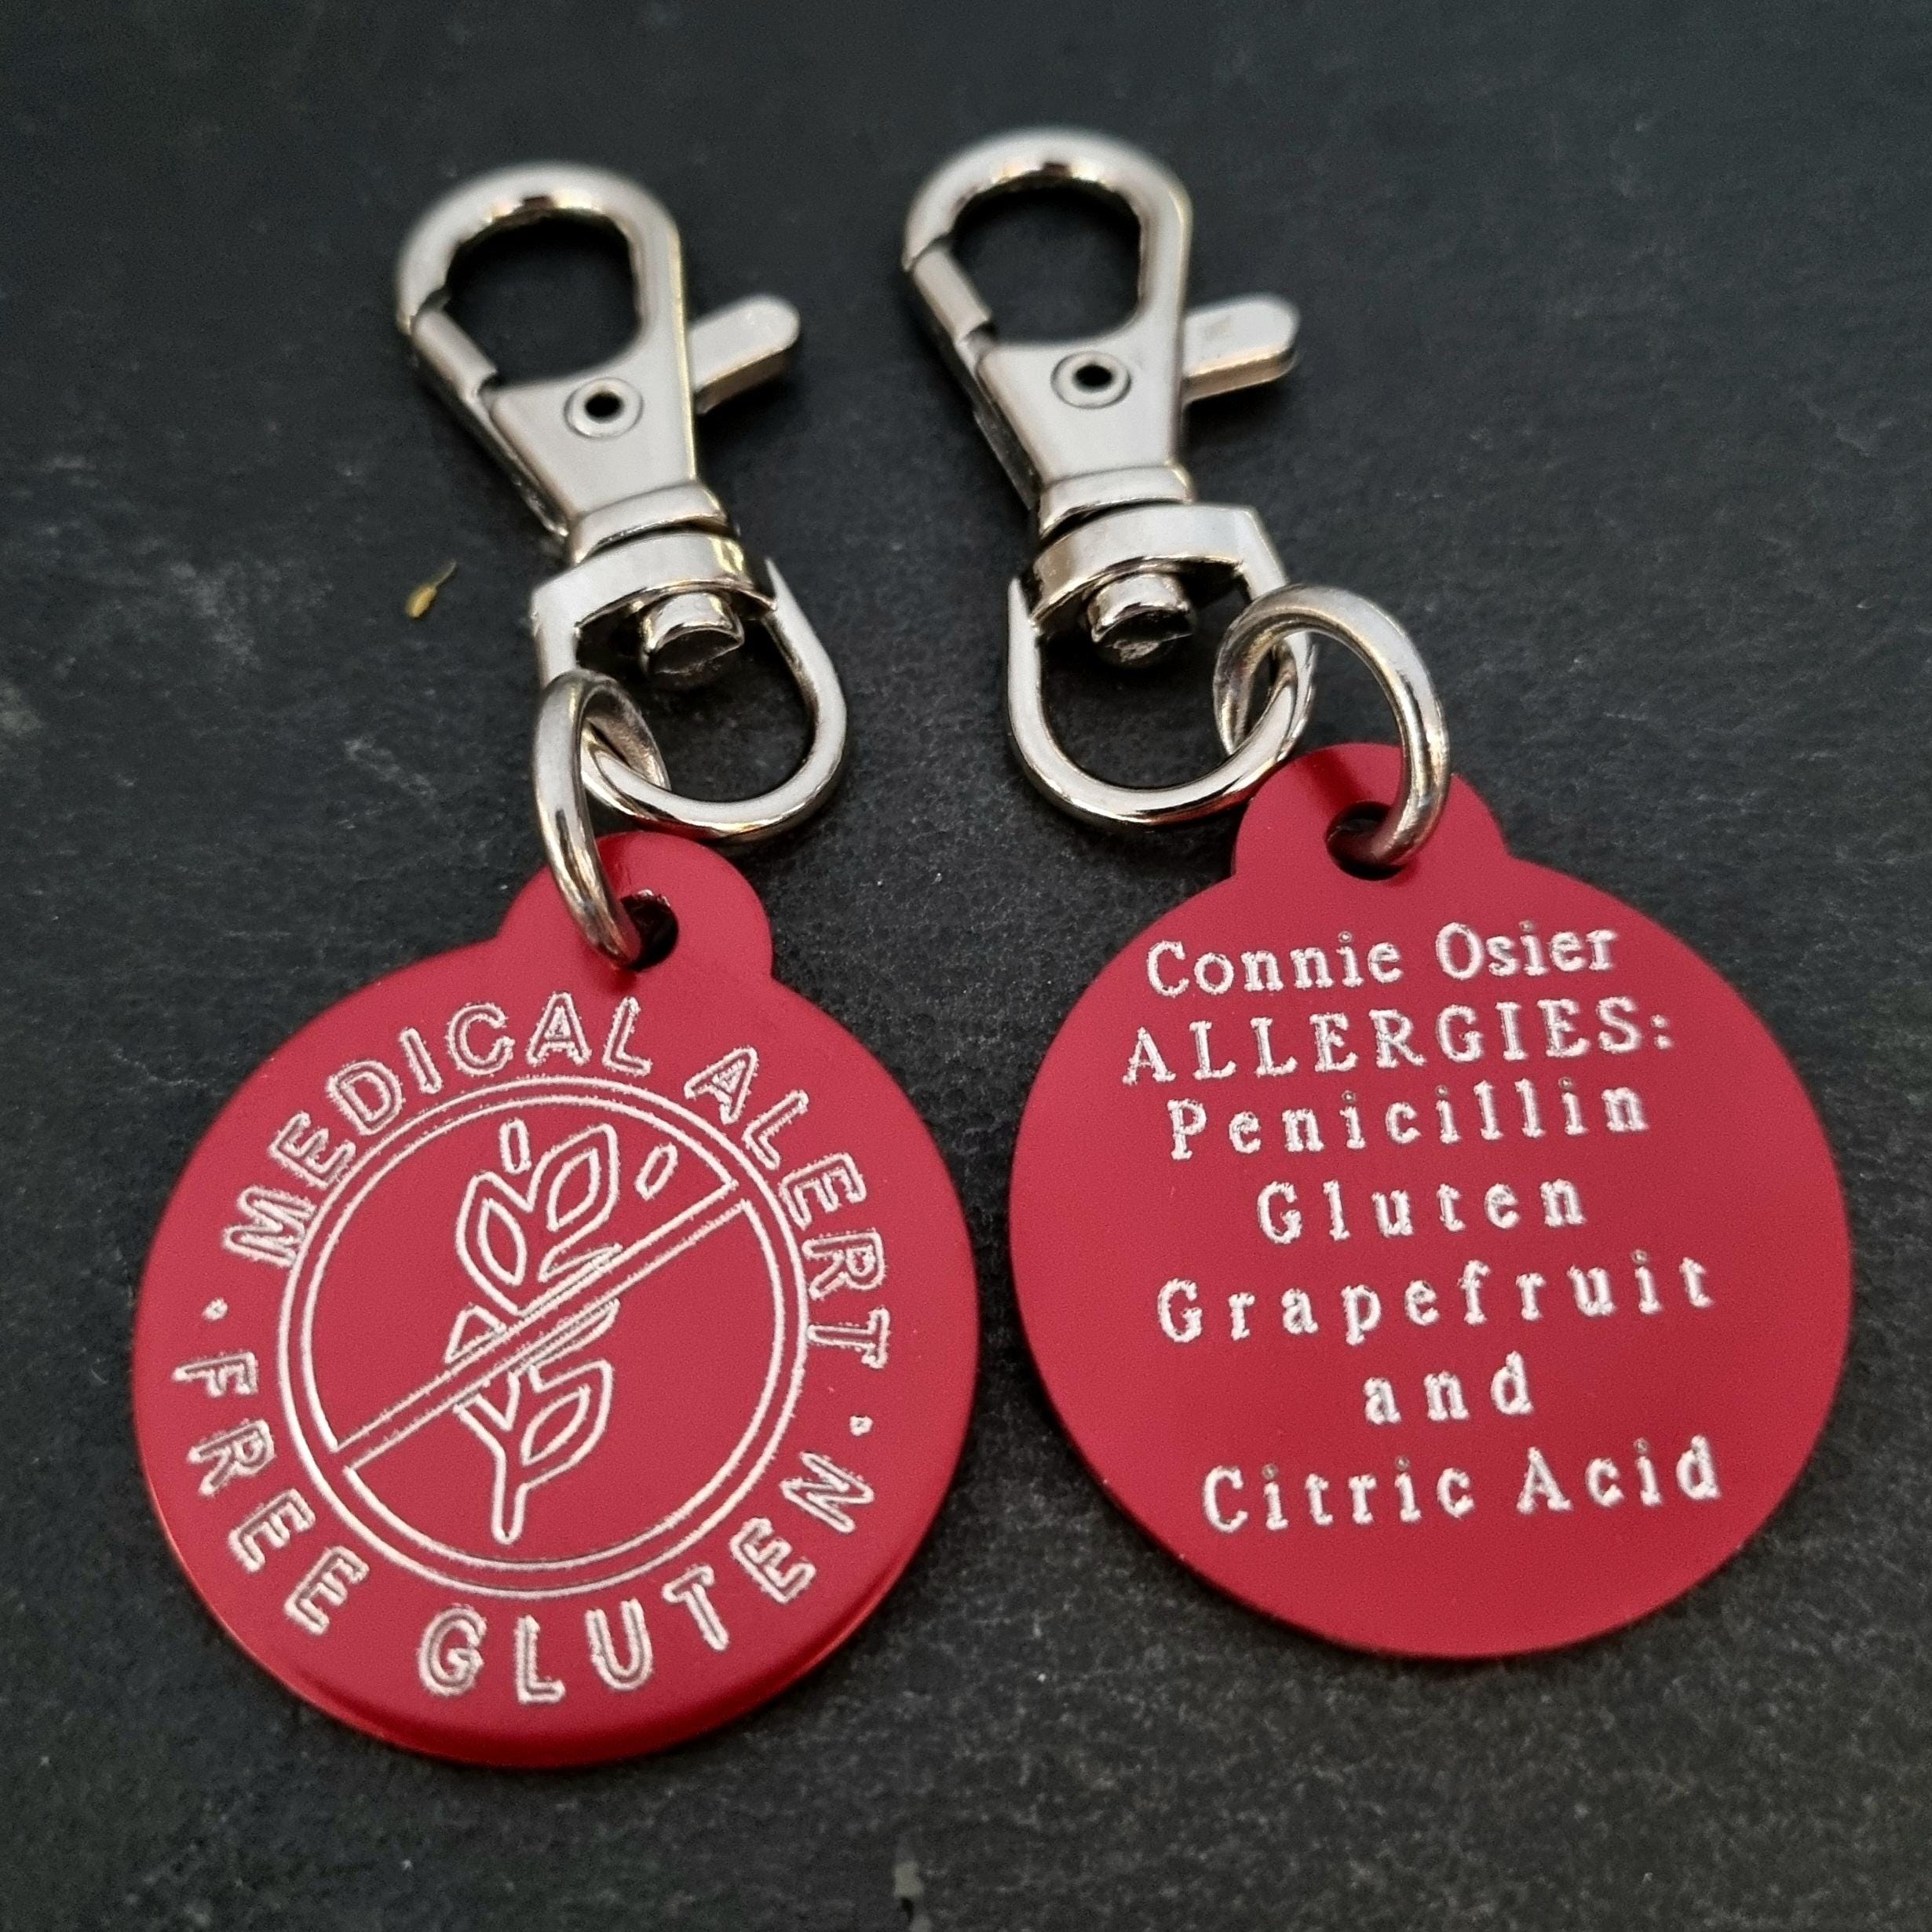 MEDICAL ALERT
· FREE GLUTEN ·
Connie Osier
ALLERGIES:
Penicillin
Gluten
Grapefruit
and
Citric Acid